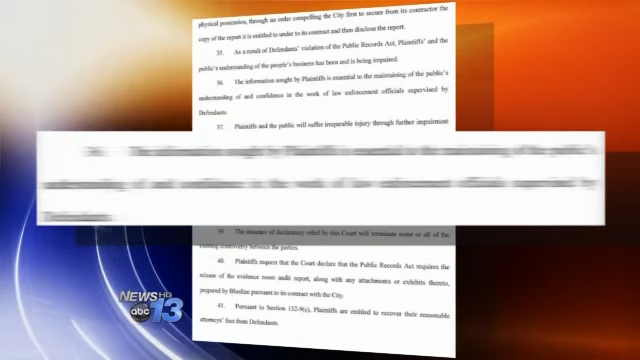 physical possession, through an order compelling the City first to secure from its contractor the
copy of the report it is entitled to under to its contract and then disclose the report.
35. As a result of Defendants' violation of the Public Records Act, Plaintiffs' and the
public's understanding of the people's business has been and is being impaired.
36. The information sought by Plaintiffs is essential to the maintaining of the public's
understanding of and confidence in the work of law enforcement officials supervised by
Defendants.
37. Plaintiffs and the public will suffer irreparable injury through further impairment
39. The issuance of declaratory relief by this Court will terminate some or all of the
existing controversy between the parties.
40. Plaintiffs request that the Court declare that the Public Records Act requires the
release of the evidence room audit report, along with any attachments or exhibits thereto,
prepared by Blueline pursuant to its contract with the City.
41. Pursuant to Section 132-9(c), Plaintiffs are entitled to recover their reasonable
attorneys' fees from Defendants.
NEWS HD
abc 13